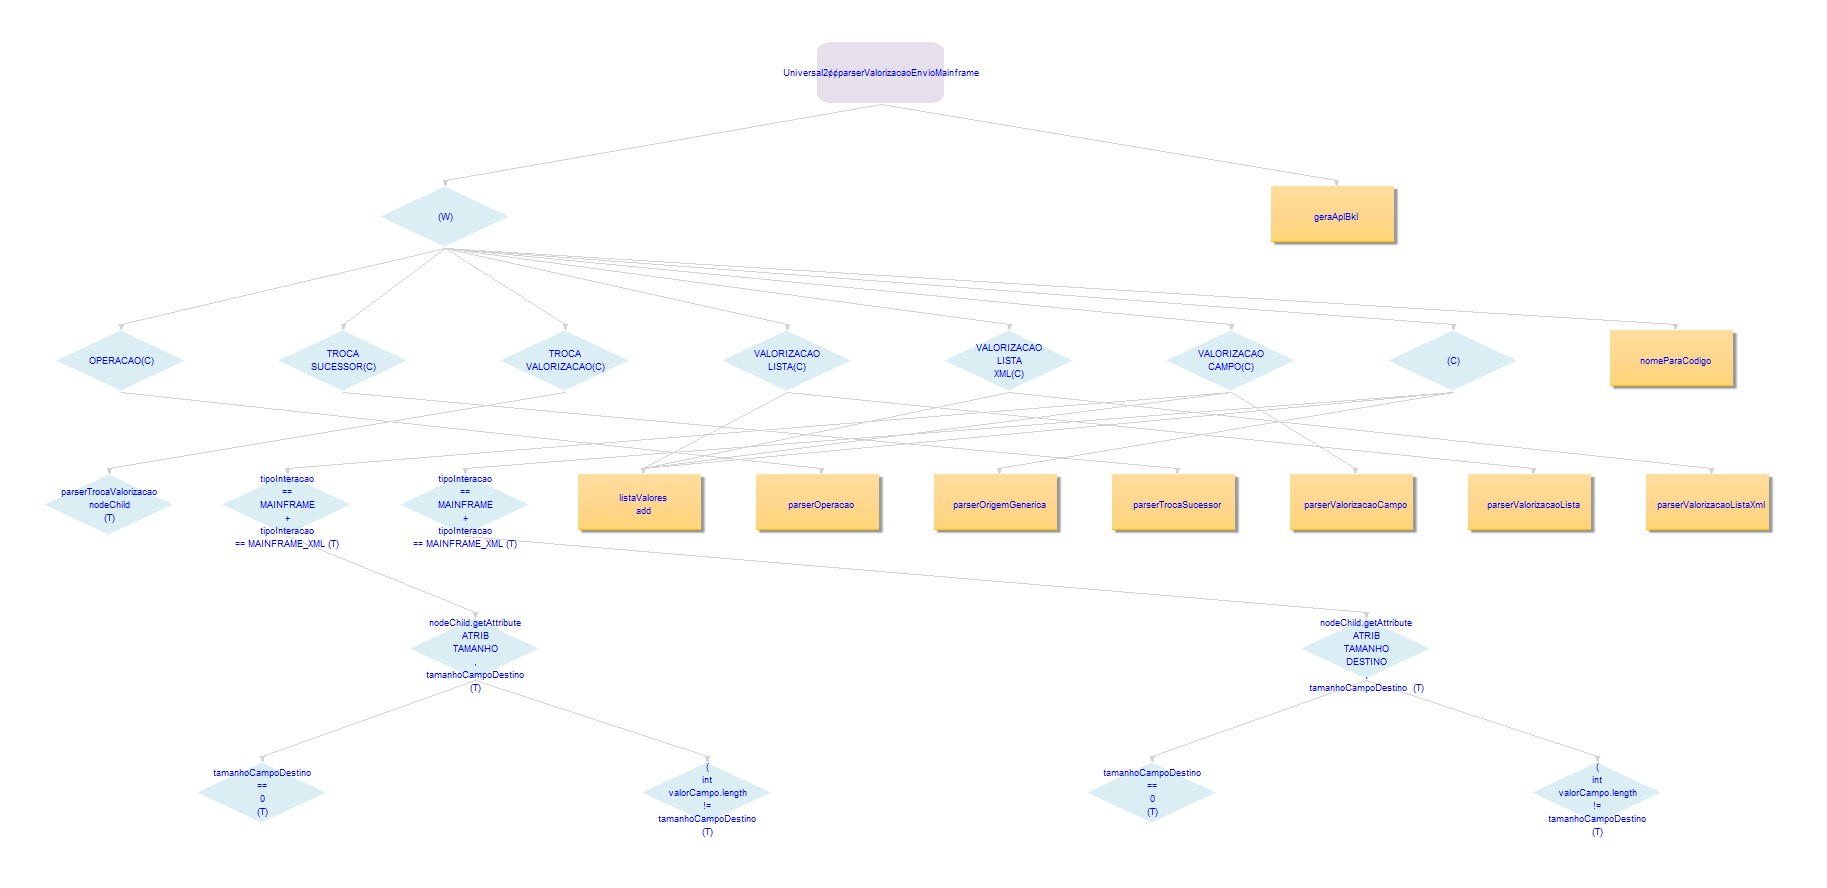 Universal2¢¢parserValorizacaoEnvioMainframe
(W)
geraAplBkl
OPERACAO(C)
TROCA
SUCESSOR(C)
TROCA
VALORIZACAO(C)
VALORIZACAO
LISTA(C)
VALORIZACAO
LISTA
XML(C)
VALORIZACAO
CAMPO(C)
(C)
nomeParaCodigo
parserTrocaValorizacao
nodeChild
(T)
tipoInteracao
==
MAINFRAME
+
tipoInteracao
== MAINFRAME_XML (T)
tipoInteracao
==
MAINFRAME
+
tipoInteracao
== MAINFRAME_XML (T)
listaValores
add
parserOperacao
parserOrigemGenerica
parserTrocaSucessor
parserValorizacaoCampo
parserValorizacaoLista
parserValorizacaoListaXml
nodeChild.getAttribute
ATRIB
TAMANHO
,
tamanhoCampoDestino
(T)
nodeChild.getAttribute
ATRIB
TAMANHO
DESTINO
,
tamanhoCampoDestino (T)
tamanhoCampoDestino
==
0
(T)
(
int
valorCampo.length
!=
tamanhoCampoDestino
(T)
tamanhoCampoDestino
==
0
(T)
(
int
valorCampo.length
!=
tamanhoCampoDestino
(T)